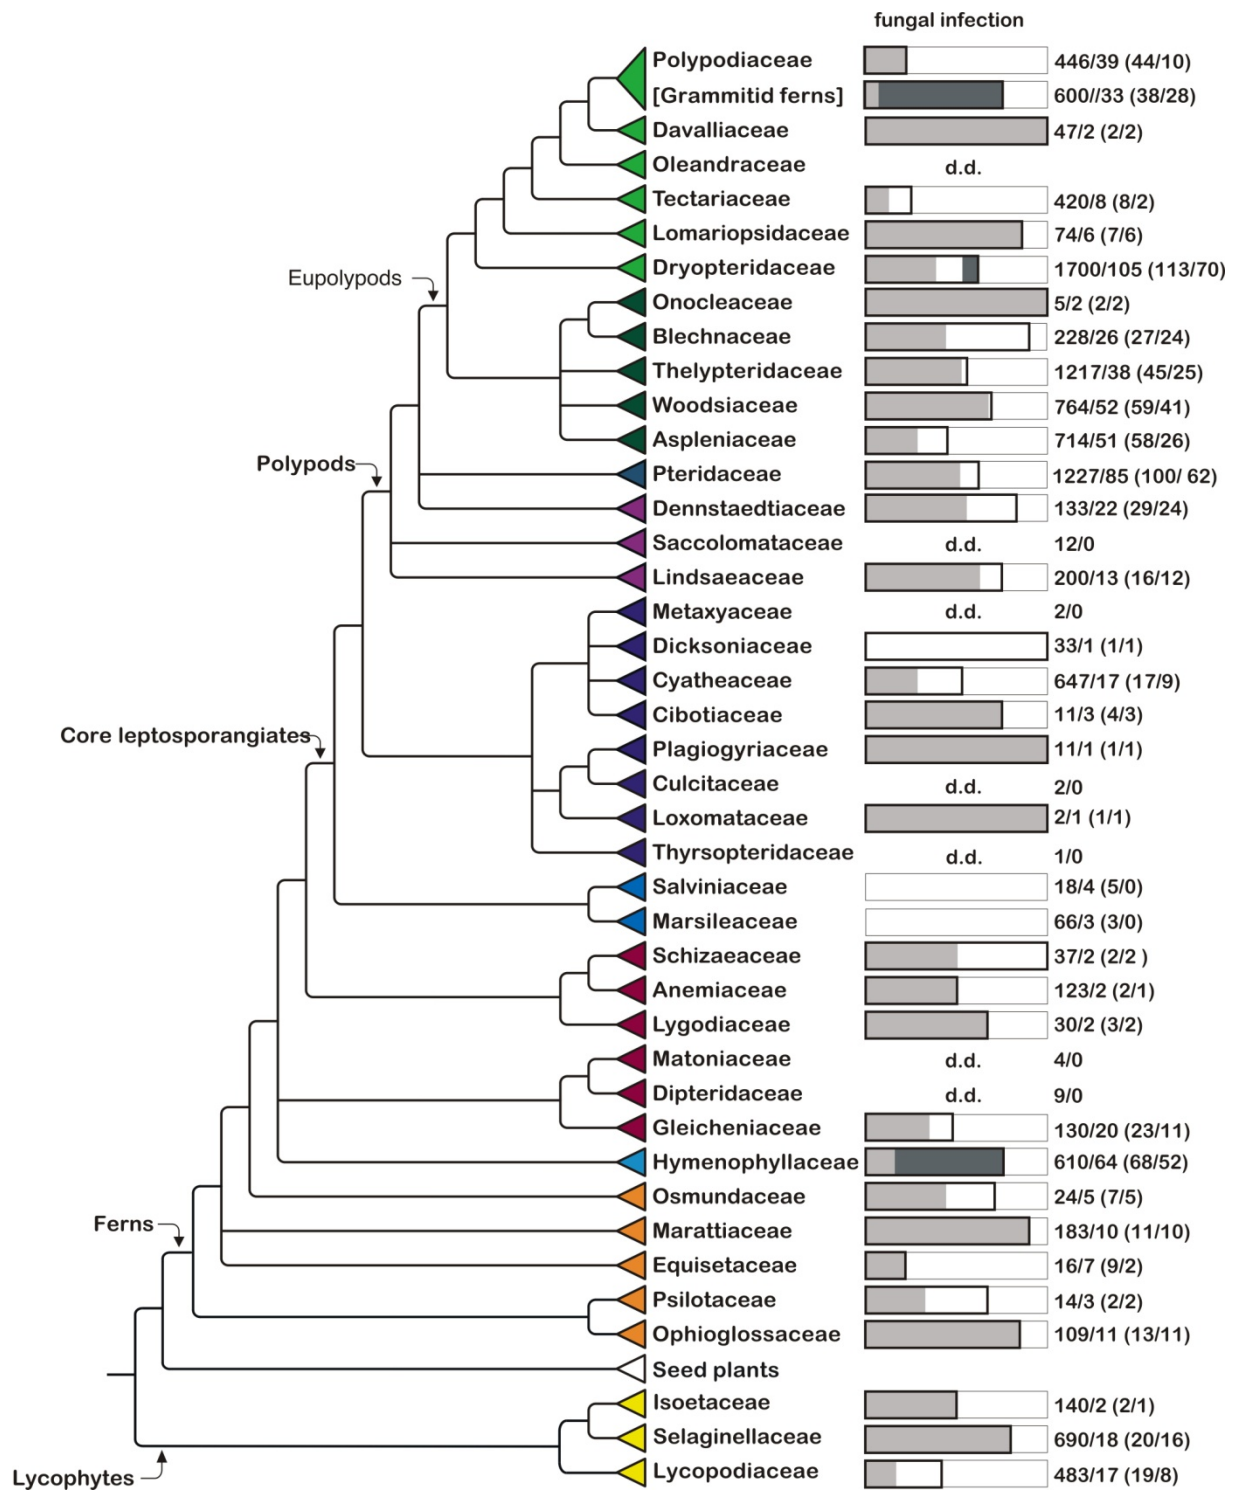 fungal infection
Polypodiaceae 446/39 (44/10)
[Grammitid ferns] 600//33 (38/28)
Davalliaceae 47/2 (2/2)
Oleandraceae d.d.
Tectariaceae 420/8 (8/2)
Lomariopsidaceae 74/6 (7/6)
Dryopteridaceae 1700/105 (113/70)
Eupolypods
Onocleaceae 5/2 (2/2)
Blechnaceae 228/26 (27/24)
Thelypteridaceae 1217/38 (45/25)
Woodsiaceae 764/52 (59/41)
Aspleniaceae 714/51 (58/26)
Polypods
Pteridaceae 1227/85 (100/ 62)
Dennstaedtiaceae 133/22 (29/24)
Saccolomataceae d.d. 12/0
Lindsaeaceae 200/13 (16/12)
Metaxyaceae d.d. 2/0
Dicksoniaceae 33/1 (1/1)
Cyatheaceae 647/17 (17/9)
Cibotiaceae 11/3 (4/3)
Core leptosporangiates
Plagiogyriaceae 11/1 (1/1)
Culcitaceae d.d. 2/0
Loxomataceae 2/1 (1/1)
Thyrsopteridaceae d.d. 1/0
Salviniaceae 18/4 (5/0)
Marsileaceae 66/3 (3/0)
Schizaeaceae 37/2 (2/2 )
Anemiaceae 123/2 (2/1)
Lygodiaceae 30/2 (3/2)
Matoniaceae d.d. 4/0
Dipteridaceae d.d. 9/0
Gleicheniaceae 130/20 (23/11)
Hymenophyllaceae 610/64 (68/52)
Osmundaceae 24/5 (7/5)
Ferns
Marattiaceae 183/10 (11/10)
Equisetaceae 16/7 (9/2)
Psilotaceae 14/3 (2/2)
Ophioglossaceae 109/11 (13/11)
Seed plants
Isoetaceae 140/2 (2/1)
Selaginellaceae 690/18 (20/16)
Lycopodiaceae 483/17 (19/8)
Lycophytes